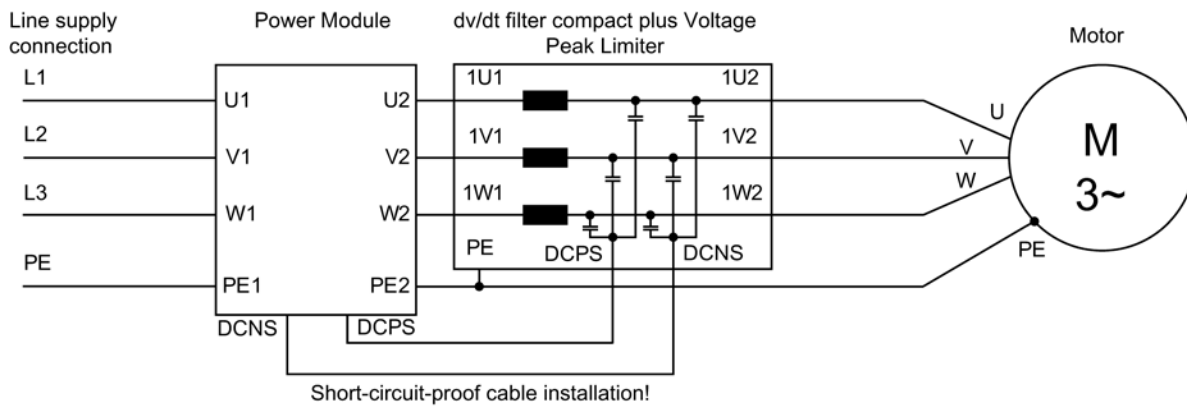 Line supply
connection
Power Module
dv/dt filter compact plus Voltage
Peak Limiter
Motor
L1
L2
L3
PE
U1
V1
W1
PE1
U2
V2
W2
PE2
DCNS
DCPS
1U1
1U2
1V1
1V2
1W1
1W2
PE
DCPS
DCNS
U
V
W
PE
M
3~
Short-circuit-proof cable installation!